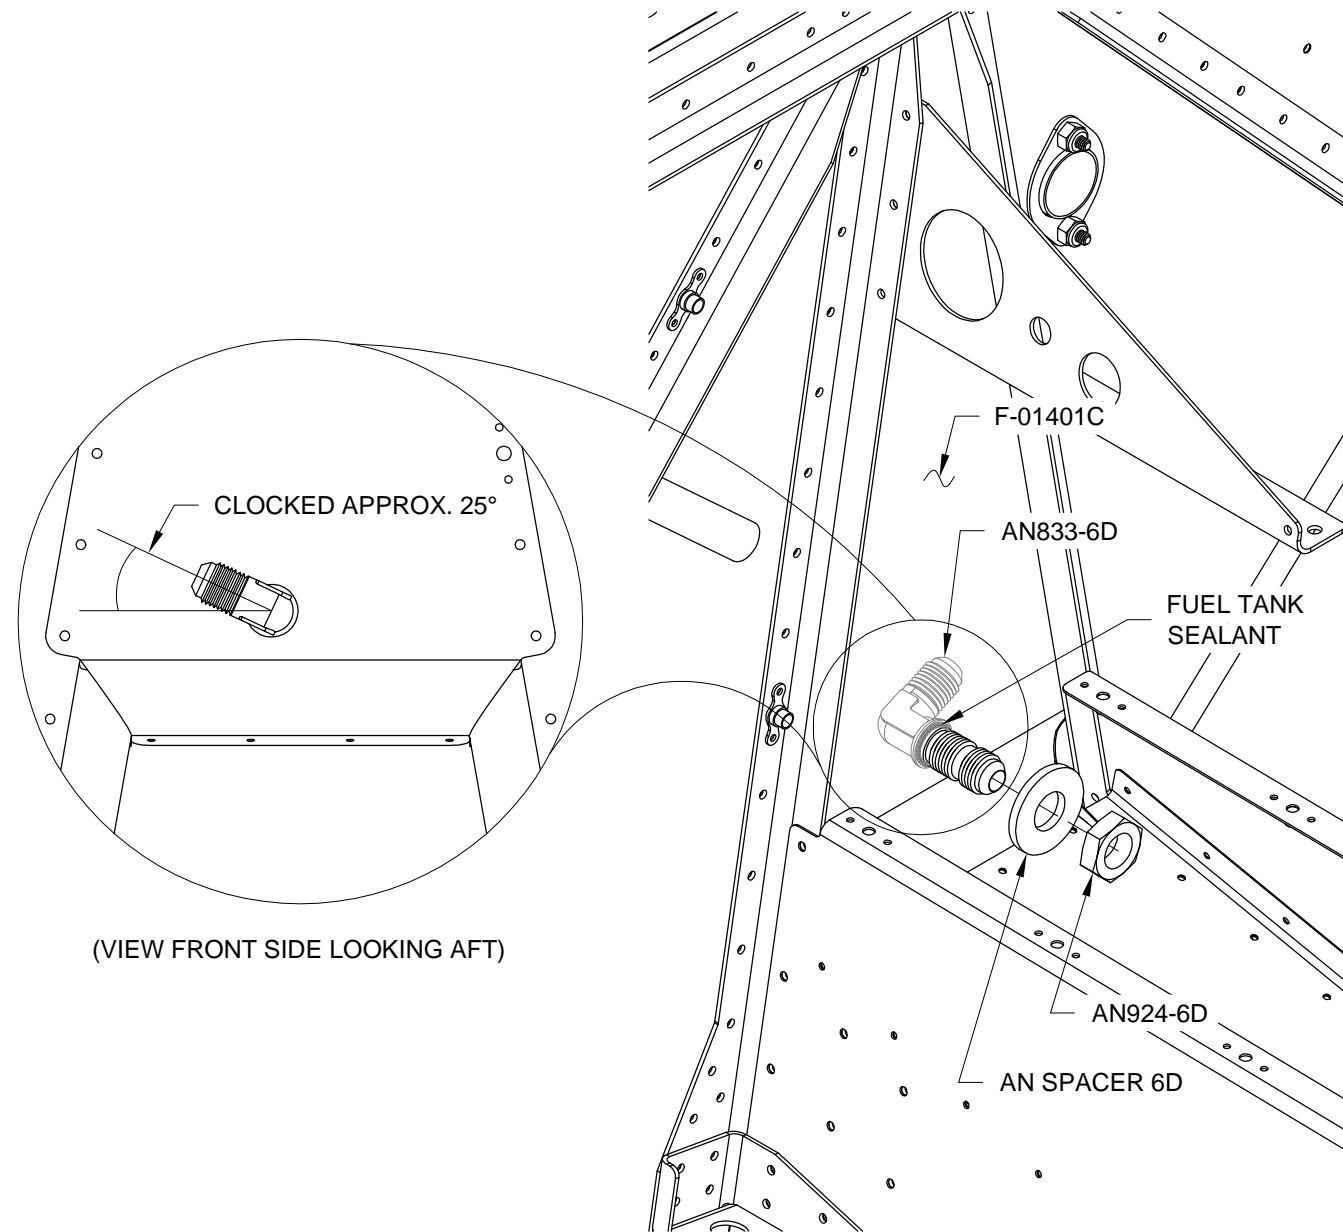 F-01401C
CLOCKED APPROX. 25°
AN833-6D
FUEL TANK
SEALANT
(VIEW FRONT SIDE LOOKING AFT)
AN924-6D
AN SPACER 6D